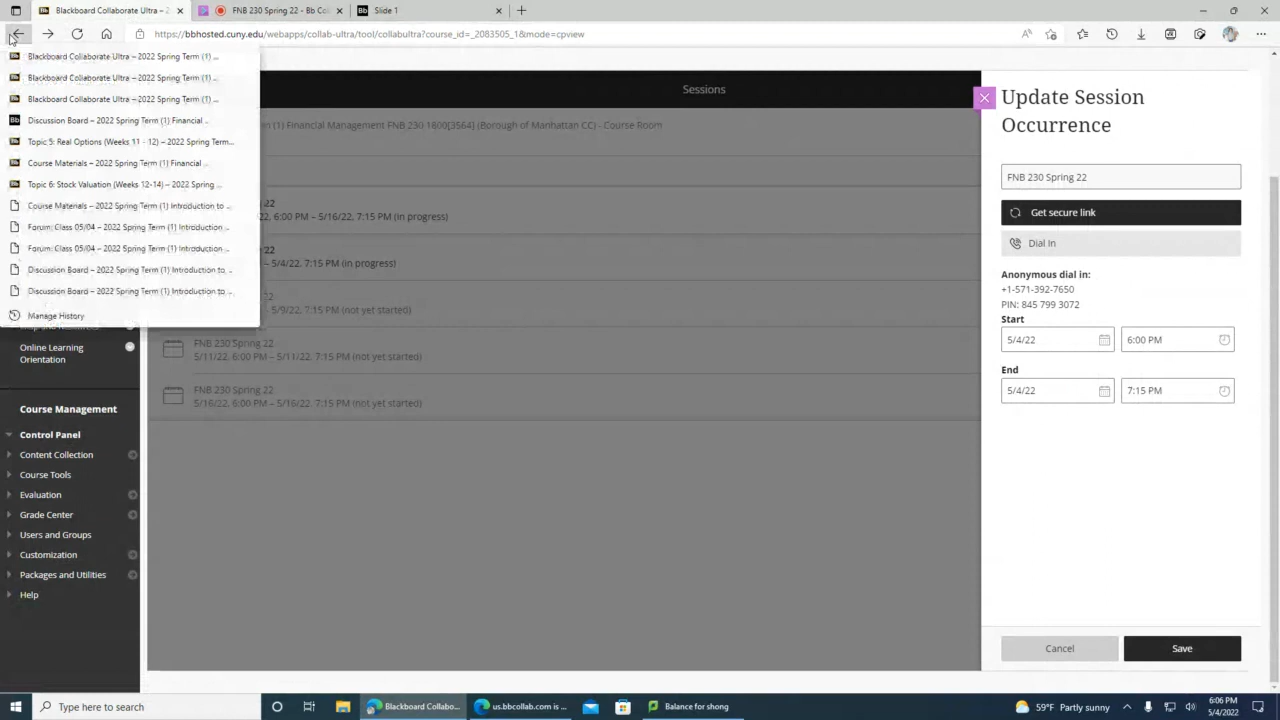 Blackboard Collaborate Ultra – 2
FNB 230 Spring 22 - Bb Col
Bb Slide 1
https://bbhosted.cuny.edu/webapps/collab-ultra/tool/collabultra?course_id=_2083505_1&mode=cpview
Blackboard Collaborate Ultra – 2022 Spring Term (1) ...
Blackboard Collaborate Ultra – 2022 Spring Term (1) ...
Blackboard Collaborate Ultra – 2022 Spring Term (1) ...
Discussion Board – 2022 Spring Term (1) Financial ...
Topic 5: Real Options (Weeks 11 - 12) – 2022 Spring Term...
Course Materials – 2022 Spring Term (1) Financial ...
Topic 6: Stock Valuation (Weeks 12-14) – 2022 Spring ...
Course Materials – 2022 Spring Term (1) Introduction to ...
Forum: Class 05/04 – 2022 Spring Term (1) Introduction ...
Forum: Class 05/04 – 2022 Spring Term (1) Introduction ...
Discussion Board – 2022 Spring Term (1) Introduction to ...
Discussion Board – 2022 Spring Term (1) Introduction to ...
Manage History
Online Learning
Orientation
Course Management
Control Panel
Content Collection
Course Tools
Evaluation
Grade Center
Users and Groups
Customization
Packages and Utilities
Help
Sessions
(1) Financial Management FNB 230 1800[3564] (Borough of Manhattan CC) - Course Room
22
22, 6:00 PM – 5/16/22, 7:15 PM (in progress)
22
5/4/22, 7:15 PM (in progress)
22
5/9/22, 7:15 PM (not yet started)
FNB 230 Spring 22
5/11/22, 6:00 PM – 5/11/22, 7:15 PM (not yet started)
FNB 230 Spring 22
5/16/22, 6:00 PM – 5/16/22, 7:15 PM (not yet started)
Update Session
Occurrence
FNB 230 Spring 22
Get secure link
Dial In
Anonymous dial in:
+1-571-392-7650
PIN: 845 799 3072
Start
5/4/22 6:00 PM
End
5/4/22 7:15 PM
Cancel Save
Type here to search
Blackboard Collabo...
us.bbcollab.com is ...
Balance for shong
59°F Partly sunny
6:06 PM
5/4/2022